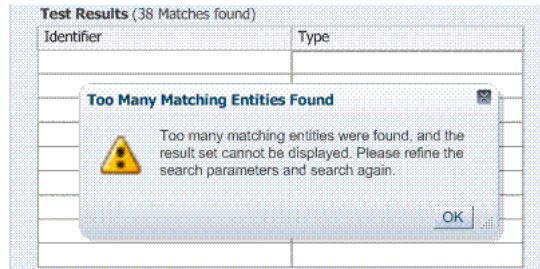 Test Results (38 Matches found)
Identifier Type
Too Many Matching Entities Found
Too many matching entities were found, and the
result set cannot be displayed. Please refine the
search parameters and search again.
OK